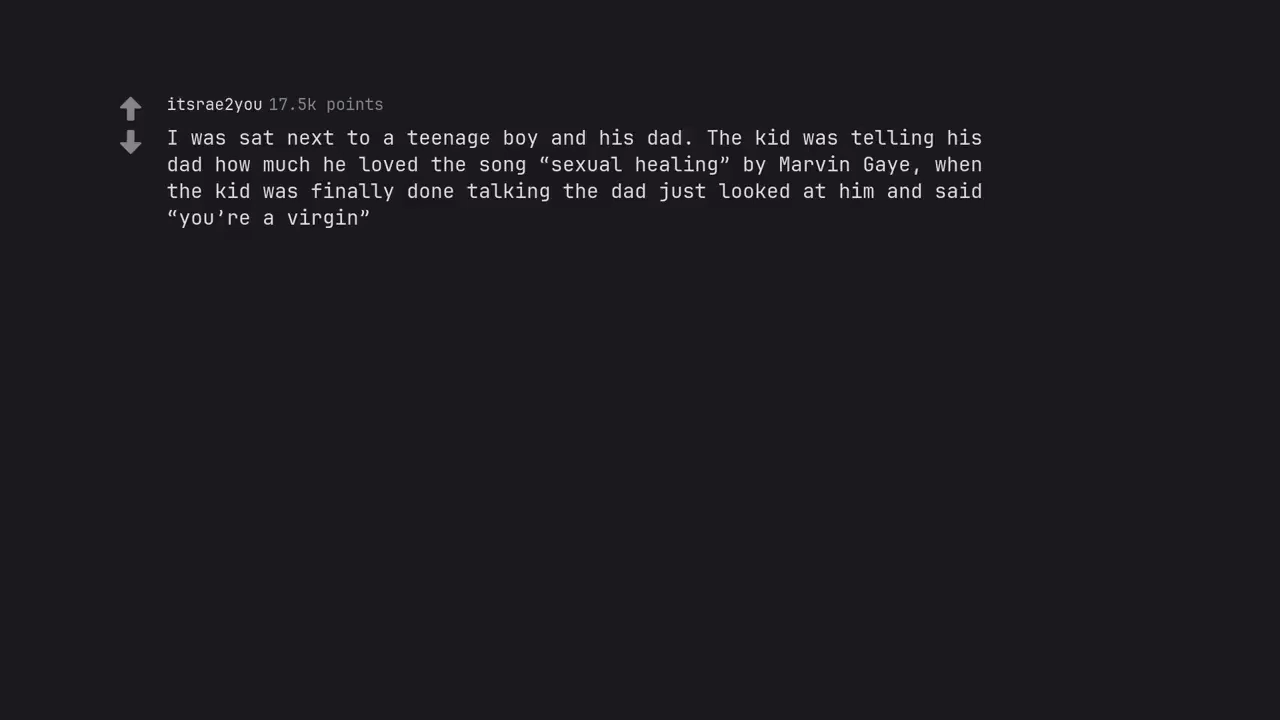 itsrae2you 17.5k points
I was sat next to a teenage boy and his dad. The kid was telling his
dad how much he loved the song “sexual healing” by Marvin Gaye, when
the kid was finally done talking the dad just looked at him and said
“you’re a virgin”